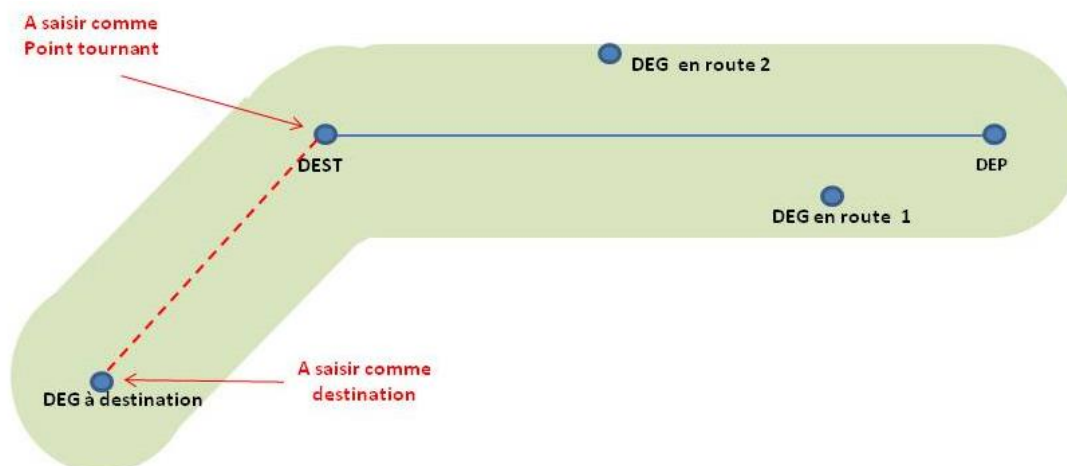 A saisir comme
Point tournant
DEG en route 2
DEST
DEP
DEG en route 1
A saisir comme
destination
DEG à destination